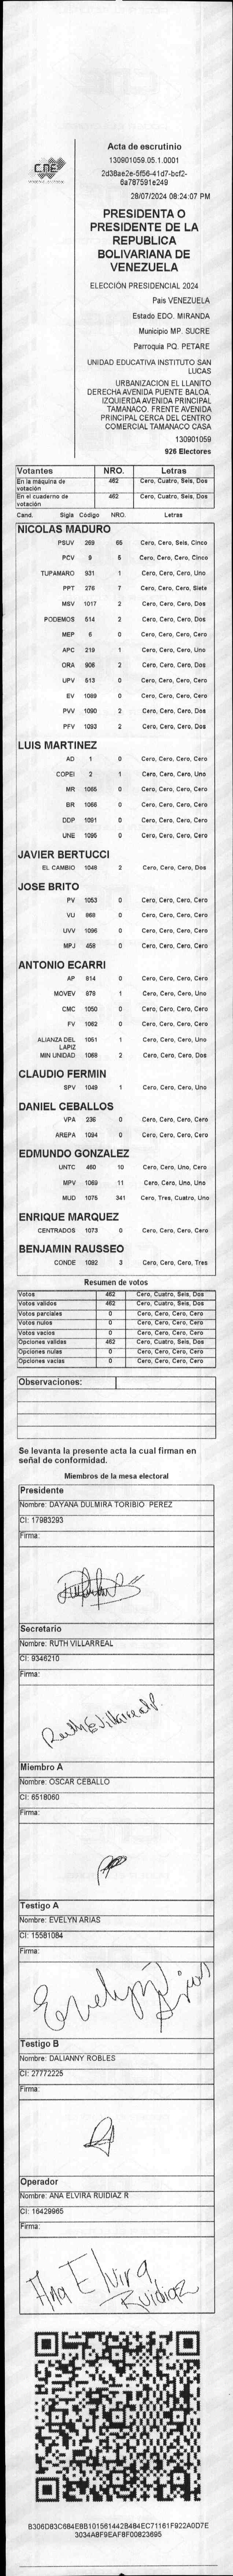 CNE
Acta de escrutinio
130901059.05.1.0001
2d38ae2e-5f56-41d7-bcf2-
6a787591e249
28/07/2024 08:24:07 PM
PRESIDENTA O
PRESIDENTE DE LA
REPUBLICA
BOLIVARIANA DE
VENEZUELA
ELECCIÓN PRESIDENCIAL 2024
País VENEZUELA
Estado EDO. MIRANDA
Municipio MP. SUCRE
Parroquia PQ. PETARE
UNIDAD EDUCATIVA INSTITUTO SAN
LUCAS
URBANIZACION EL LLANITO
DERECHA AVENIDA PUENTE BALOA.
IZQUIERDA AVENIDA PRINCIPAL
TAMANACO. FRENTE AVENIDA
PRINCIPAL CERCA DEL CENTRO
COMERCIAL TAMANACO CASA
130901059
926 Electores
Votantes NRO. Letras
En la máquina de votación 462 Cero, Cuatro, Seis, Dos
En el cuaderno de votación 462 Cero, Cuatro, Seis, Dos
Cand. Sigla Código NRO. Letras
NICOLAS MADURO
PSUV 269 65 Cero, Cero, Seis, Cinco
PCV 9 5 Cero, Cero, Cero, Cinco
TUPAMARO 931 1 Cero, Cero, Cero, Uno
PPT 276 7 Cero, Cero, Cero, Siete
MSV 1017 2 Cero, Cero, Cero, Dos
PODEMOS 514 2 Cero, Cero, Cero, Dos
MEP 6 0 Cero, Cero, Cero, Cero
APC 219 1 Cero, Cero, Cero, Uno
ORA 906 2 Cero, Cero, Cero, Dos
UPV 513 0 Cero, Cero, Cero, Cero
EV 1089 0 Cero, Cero, Cero, Cero
PVV 1090 2 Cero, Cero, Cero, Dos
PFV 1093 2 Cero, Cero, Cero, Dos
LUIS MARTINEZ
AD 1 0 Cero, Cero, Cero, Cero
COPEI 2 1 Cero, Cero, Cero, Uno
MR 1065 0 Cero, Cero, Cero, Cero
BR 1066 0 Cero, Cero, Cero, Cero
DDP 1091 0 Cero, Cero, Cero, Cero
UNE 1095 0 Cero, Cero, Cero, Cero
JAVIER BERTUCCI
EL CAMBIO 1048 2 Cero, Cero, Cero, Dos
JOSE BRITO
PV 1053 0 Cero, Cero, Cero, Cero
VU 868 0 Cero, Cero, Cero, Cero
UVV 1096 0 Cero, Cero, Cero, Cero
MPJ 458 0 Cero, Cero, Cero, Cero
ANTONIO ECARRI
AP 814 0 Cero, Cero, Cero, Cero
MOVEV 878 1 Cero, Cero, Cero, Uno
CMC 1050 0 Cero, Cero, Cero, Cero
FV 1062 0 Cero, Cero, Cero, Cero
ALIANZA DEL LAPIZ 1061 1 Cero, Cero, Cero, Uno
MIN UNIDAD 1068 2 Cero, Cero, Cero, Dos
CLAUDIO FERMIN
SPV 1049 1 Cero, Cero, Cero, Uno
DANIEL CEBALLOS
VPA 236 0 Cero, Cero, Cero, Cero
AREPA 1094 0 Cero, Cero, Cero, Cero
EDMUNDO GONZALEZ
UNTC 460 10 Cero, Cero, Uno, Cero
MPV 1069 11 Cero, Cero, Uno, Uno
MUD 1075 341 Cero, Tres, Cuatro, Uno
ENRIQUE MARQUEZ
CENTRADOS 1073 0 Cero, Cero, Cero, Cero
BENJAMIN RAUSSEO
CONDE 1092 3 Cero, Cero, Cero, Tres
Resumen de votos
Votos 462 Cero, Cuatro, Seis, Dos
Votos validos 462 Cero, Cuatro, Seis, Dos
Votos parciales 0 Cero, Cero, Cero, Cero
Votos nulos 0 Cero, Cero, Cero, Cero
Votos vacios 0 Cero, Cero, Cero, Cero
Opciones validas 462 Cero, Cuatro, Seis, Dos
Opciones nulas 0 Cero, Cero, Cero, Cero
Opciones vacias 0 Cero, Cero, Cero, Cero
Observaciones:
Se levanta la presente acta la cual firman en
señal de conformidad.
Miembros de la mesa electoral
Presidente
Nombre: DAYANA DULMIRA TORIBIO PEREZ
CI: 17983293
Firma:
Secretario
Nombre: RUTH VILLARREAL
CI: 9346210
Firma:
Ruth E Villarreal P.
Miembro A
Nombre: OSCAR CEBALLO
CI: 6518060
Firma:
Testigo A
Nombre: EVELYN ARIAS
CI: 15581084
Firma:
Evelyn Arias
Testigo B
Nombre: DALIANNY ROBLES
CI: 27772225
Firma:
Operador
Nombre: ANA ELVIRA RUIDIAZ R
CI: 16429965
Firma:
Ana Elvira
Ruidiaz
B306D83C684E8B101561442B484EC71161F922A0D7E
3034A8F9EAF8F00823695